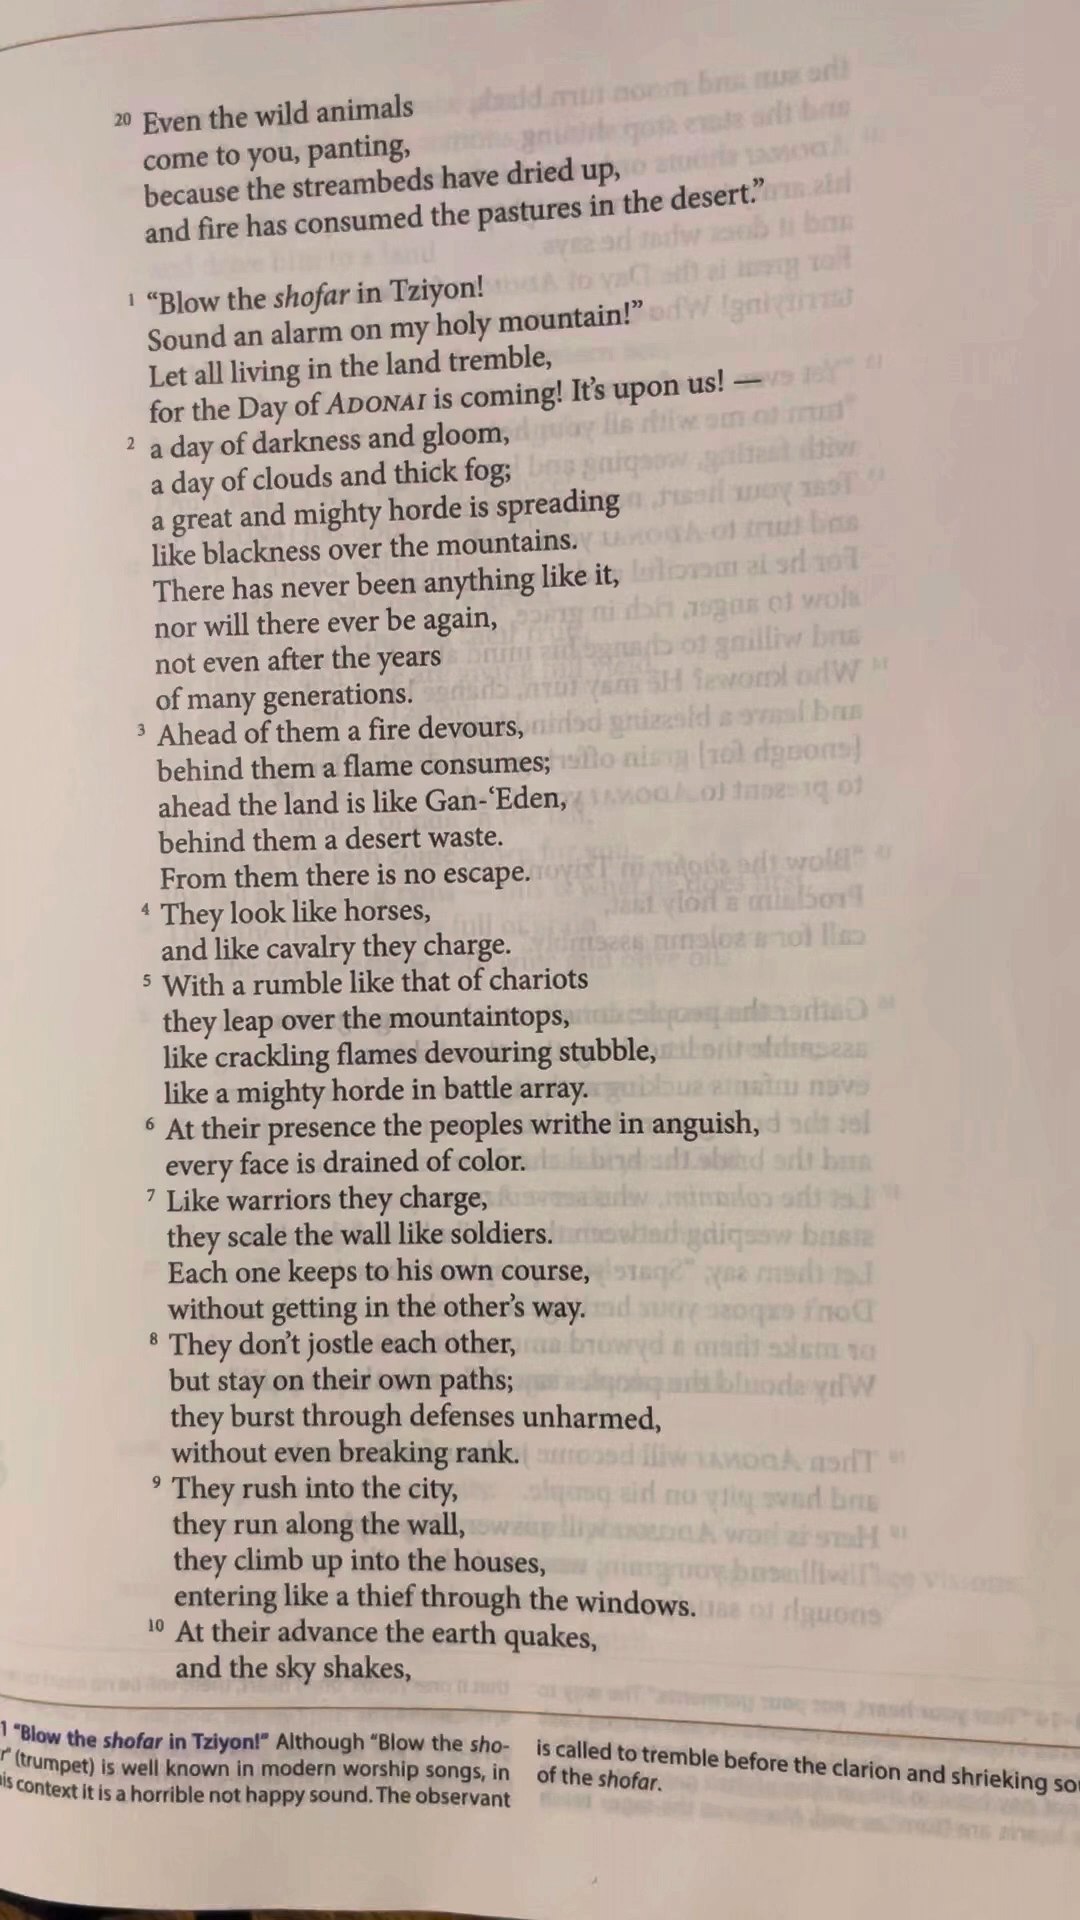 20 Even the wild animals
come to you, panting,
because the streambeds have dried up,
and fire has consumed the pastures in the desert.”
1 “Blow the shofar in Tziyon!
Sound an alarm on my holy mountain!”
Let all living in the land tremble,
for the Day of ADONAI is coming! It’s upon us! —
2 a day of darkness and gloom,
a day of clouds and thick fog;
a great and mighty horde is spreading
like blackness over the mountains.
There has never been anything like it,
nor will there ever be again,
not even after the years
of many generations.
3 Ahead of them a fire devours,
behind them a flame consumes;
ahead the land is like Gan-‘Eden,
behind them a desert waste.
From them there is no escape.
4 They look like horses,
and like cavalry they charge.
5 With a rumble like that of chariots
they leap over the mountaintops,
like crackling flames devouring stubble,
like a mighty horde in battle array.
6 At their presence the peoples writhe in anguish,
every face is drained of color.
7 Like warriors they charge,
they scale the wall like soldiers.
Each one keeps to his own course,
without getting in the other’s way.
8 They don’t jostle each other,
but stay on their own paths;
they burst through defenses unharmed,
without even breaking rank.
9 They rush into the city,
they run along the wall,
they climb up into the houses,
entering like a thief through the windows.
10 At their advance the earth quakes,
and the sky shakes,
1 “Blow the shofar in Tziyon!” Although “Blow the sho-
r” (trumpet) is well known in modern worship songs, in
is context it is a horrible not happy sound. The observant
is called to tremble before the clarion and shrieking so
of the shofar.